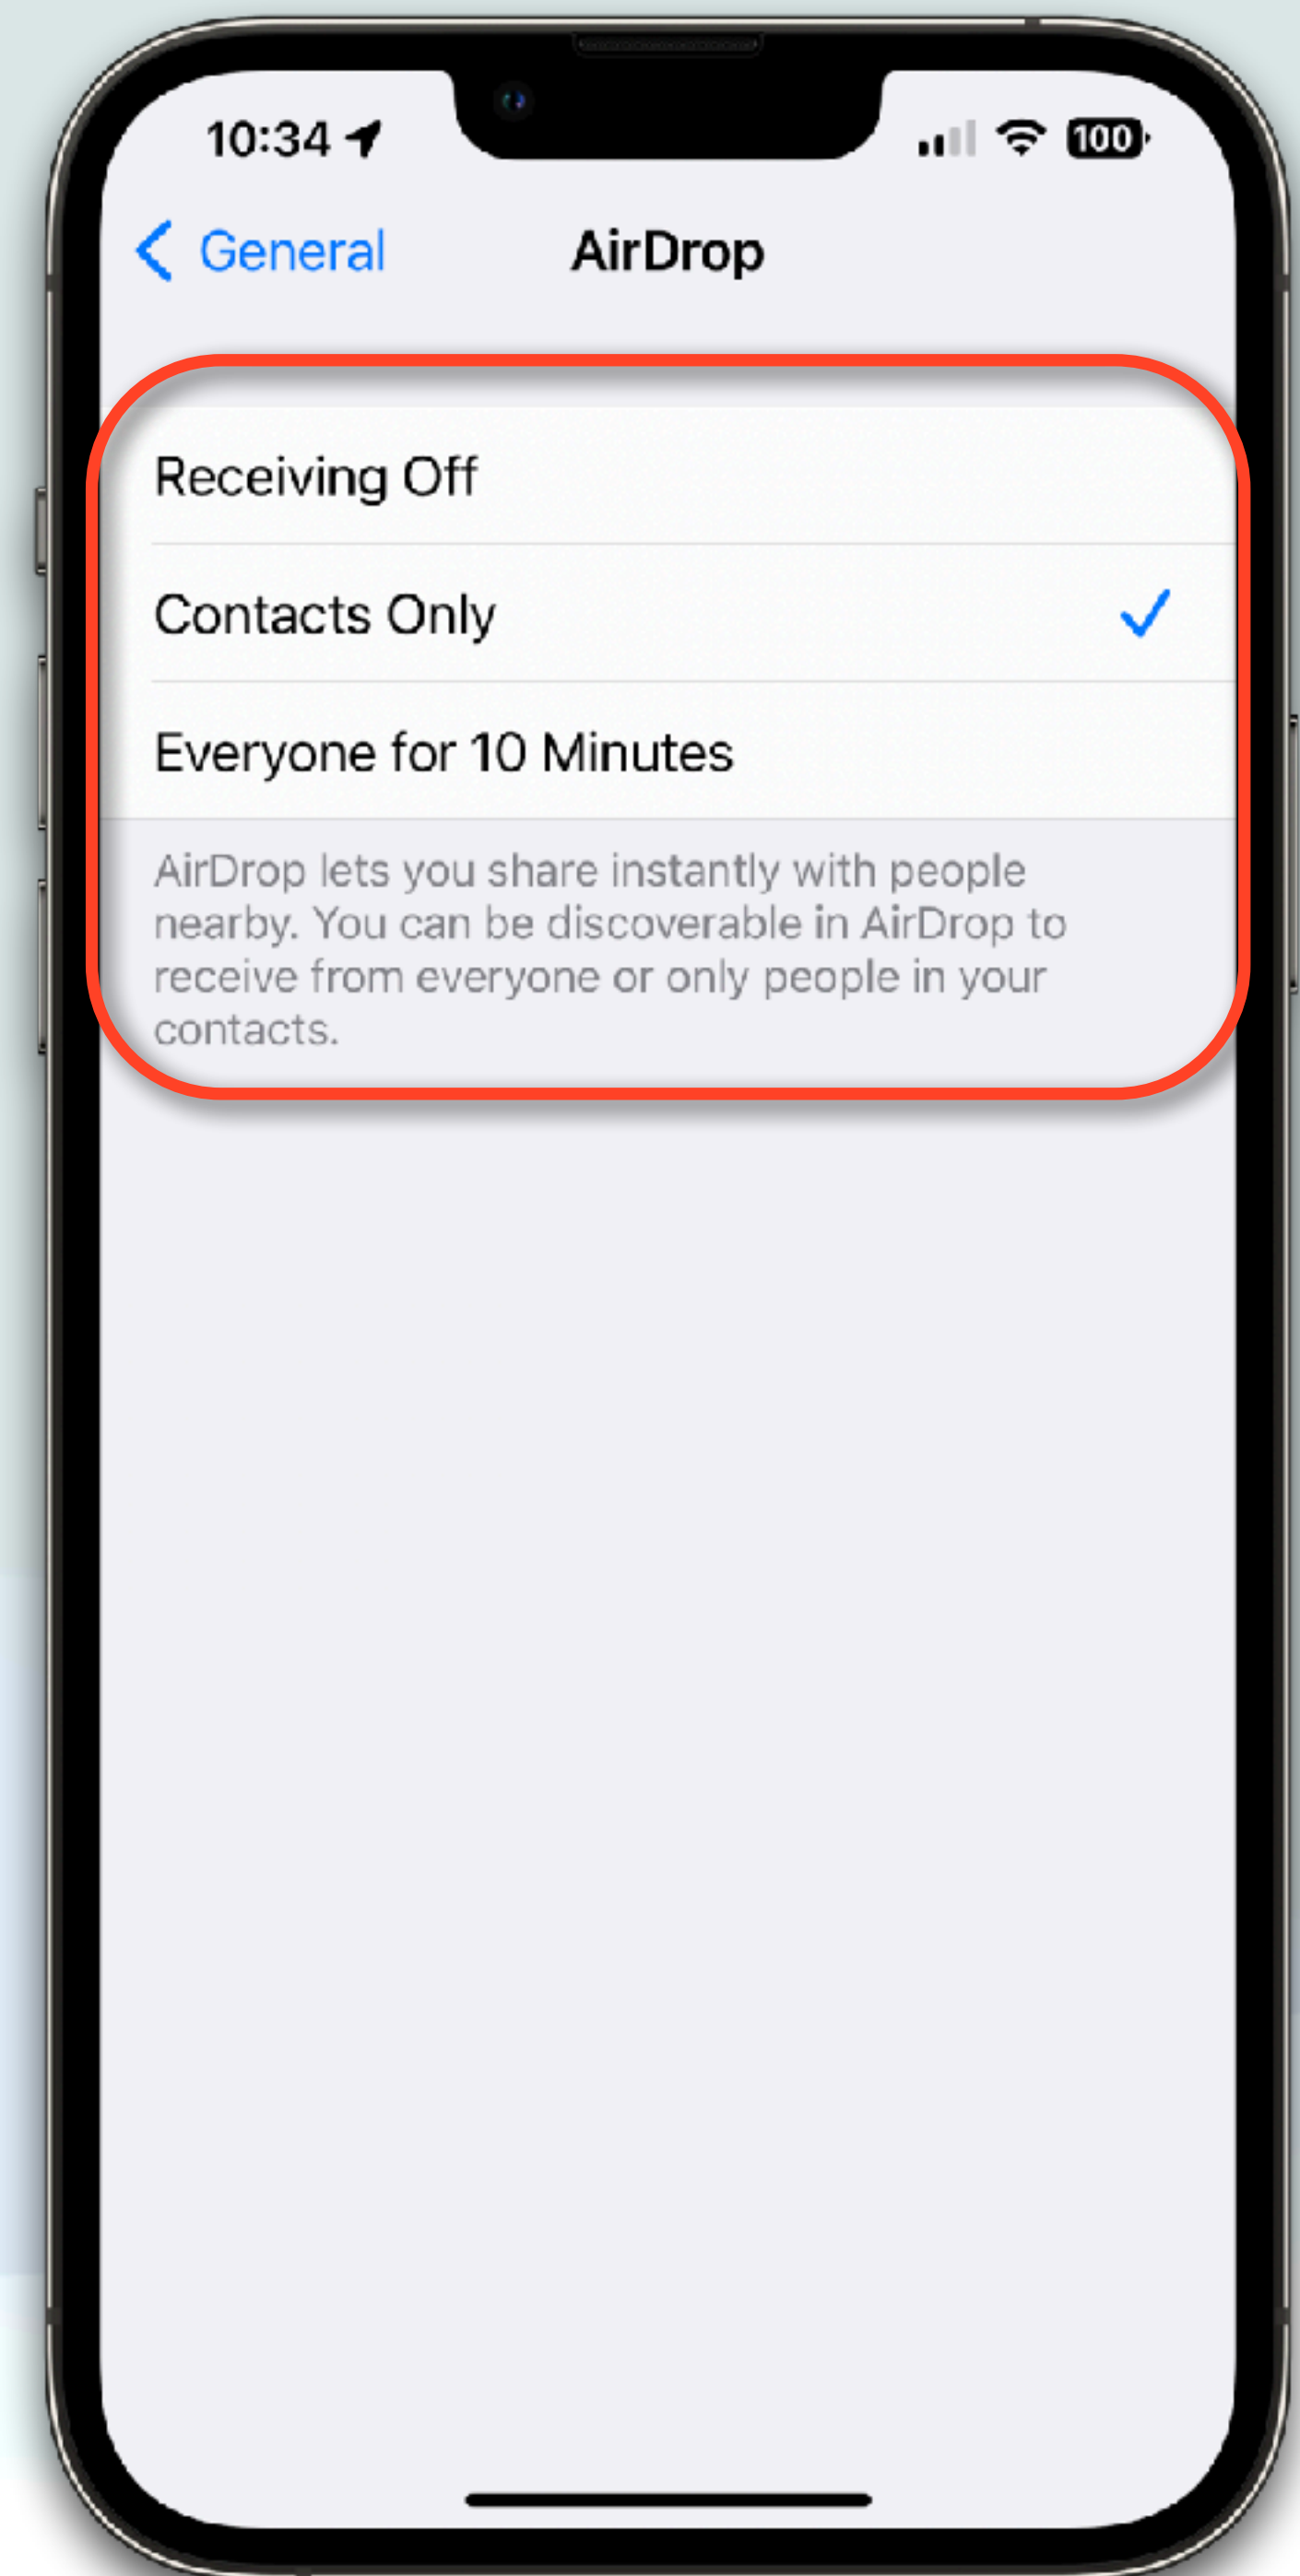 10:34
100
General
AirDrop
Receiving Off
Contacts Only
Everyone for 10 Minutes
AirDrop lets you share instantly with people
nearby. You can be discoverable in AirDrop to
receive from everyone or only people in your
contacts.